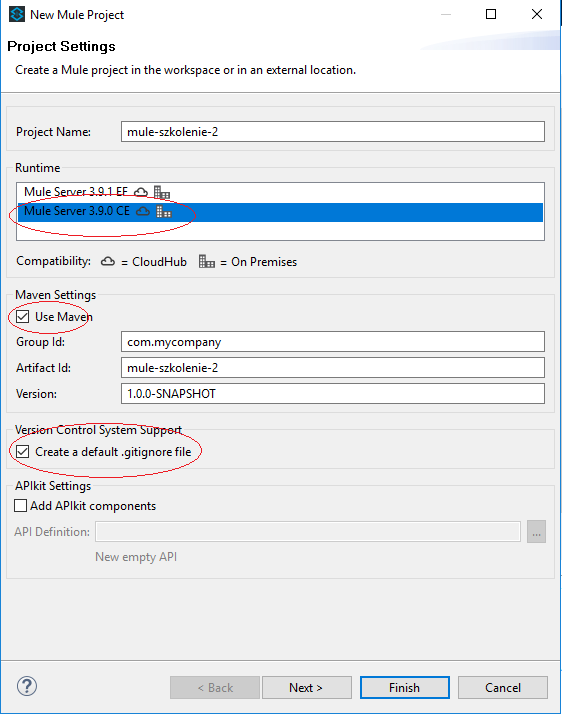 New Mule Project
Project Settings
Create a Mule project in the workspace or in an external location.
Project Name: mule-szkolenie-2
Runtime
Mule Server 3.9.1 EE
Mule Server 3.9.0 CE
Compatibility: = CloudHub = On Premises
Maven Settings
Use Maven
Group Id: com.mycompany
Artifact Id: mule-szkolenie-2
Version: 1.0.0-SNAPSHOT
Version Control System Support
Create a default .gitignore file
APIkit Settings
Add APIkit components
API Definition: ...
New empty API
? < Back Next > Finish Cancel